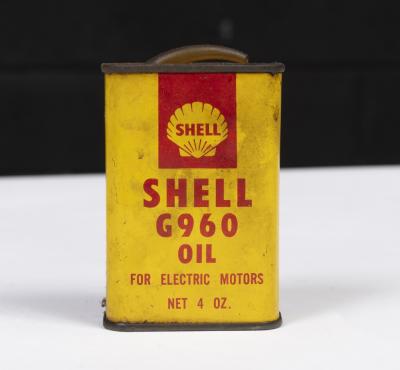 SHELL
SHELL
G960
OIL
FOR ELECTRIC MOTORS
NET 4 OZ.